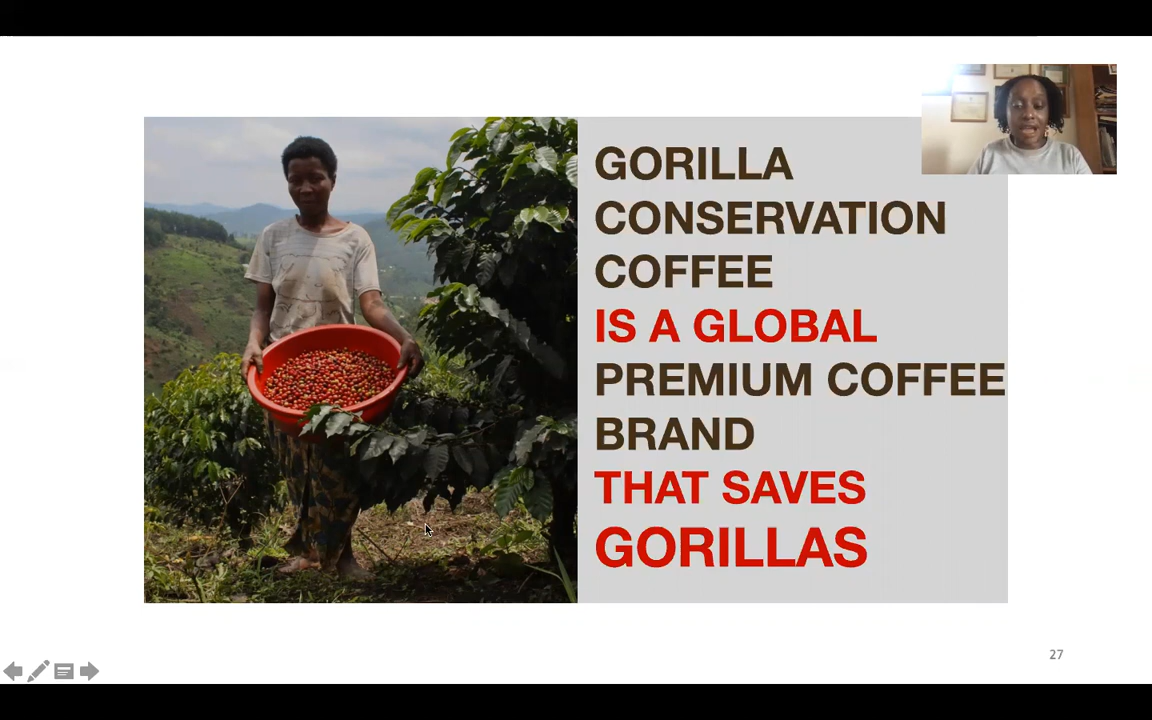 GORILLA
CONSERVATION
COFFEE
IS A GLOBAL
PREMIUM COFFEE
BRAND
THAT SAVES
GORILLAS
27